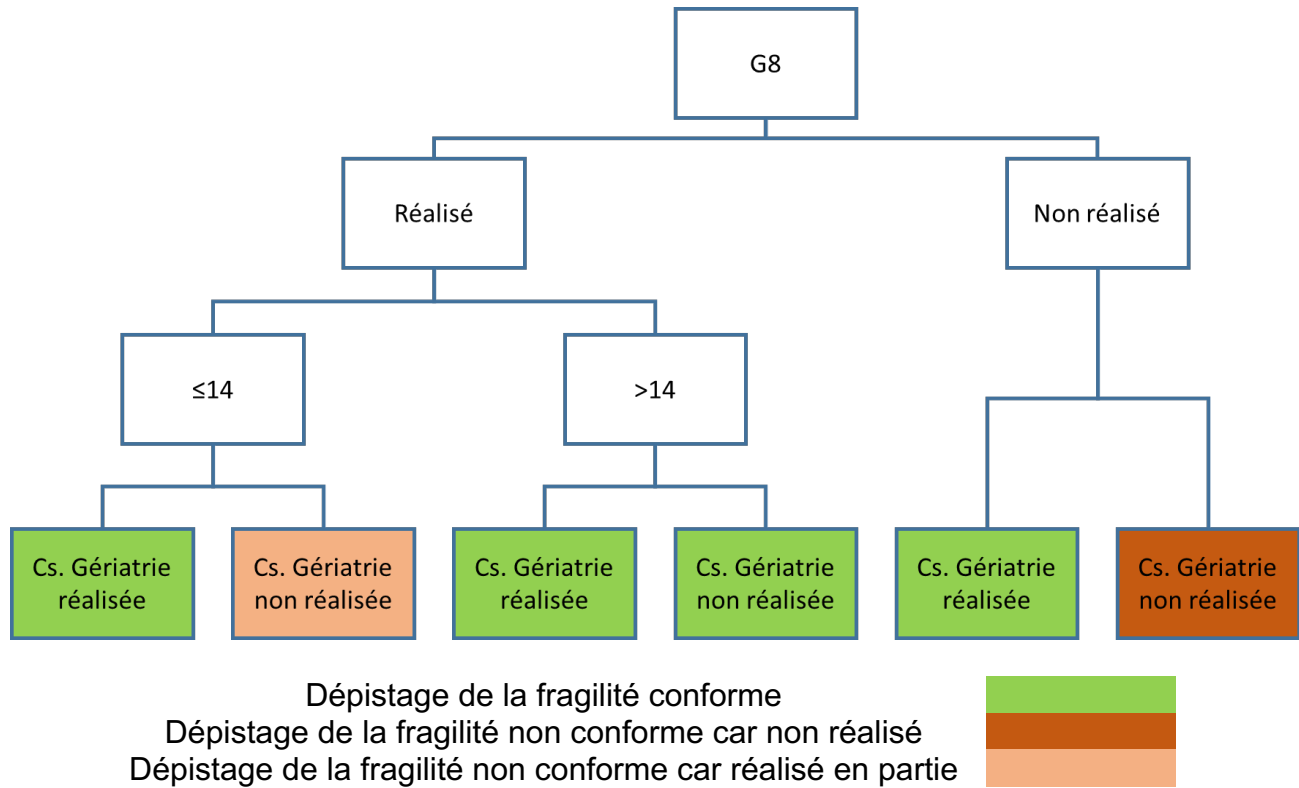 G8
Réalisé
Non réalisé
≤14
>14
Cs. Gériatrie
réalisée
Cs. Gériatrie
non réalisée
Cs. Gériatrie
réalisée
Cs. Gériatrie
non réalisée
Cs. Gériatrie
réalisée
Cs. Gériatrie
non réalisée
Dépistage de la fragilité conforme
Dépistage de la fragilité non conforme car non réalisé
Dépistage de la fragilité non conforme car réalisé en partie